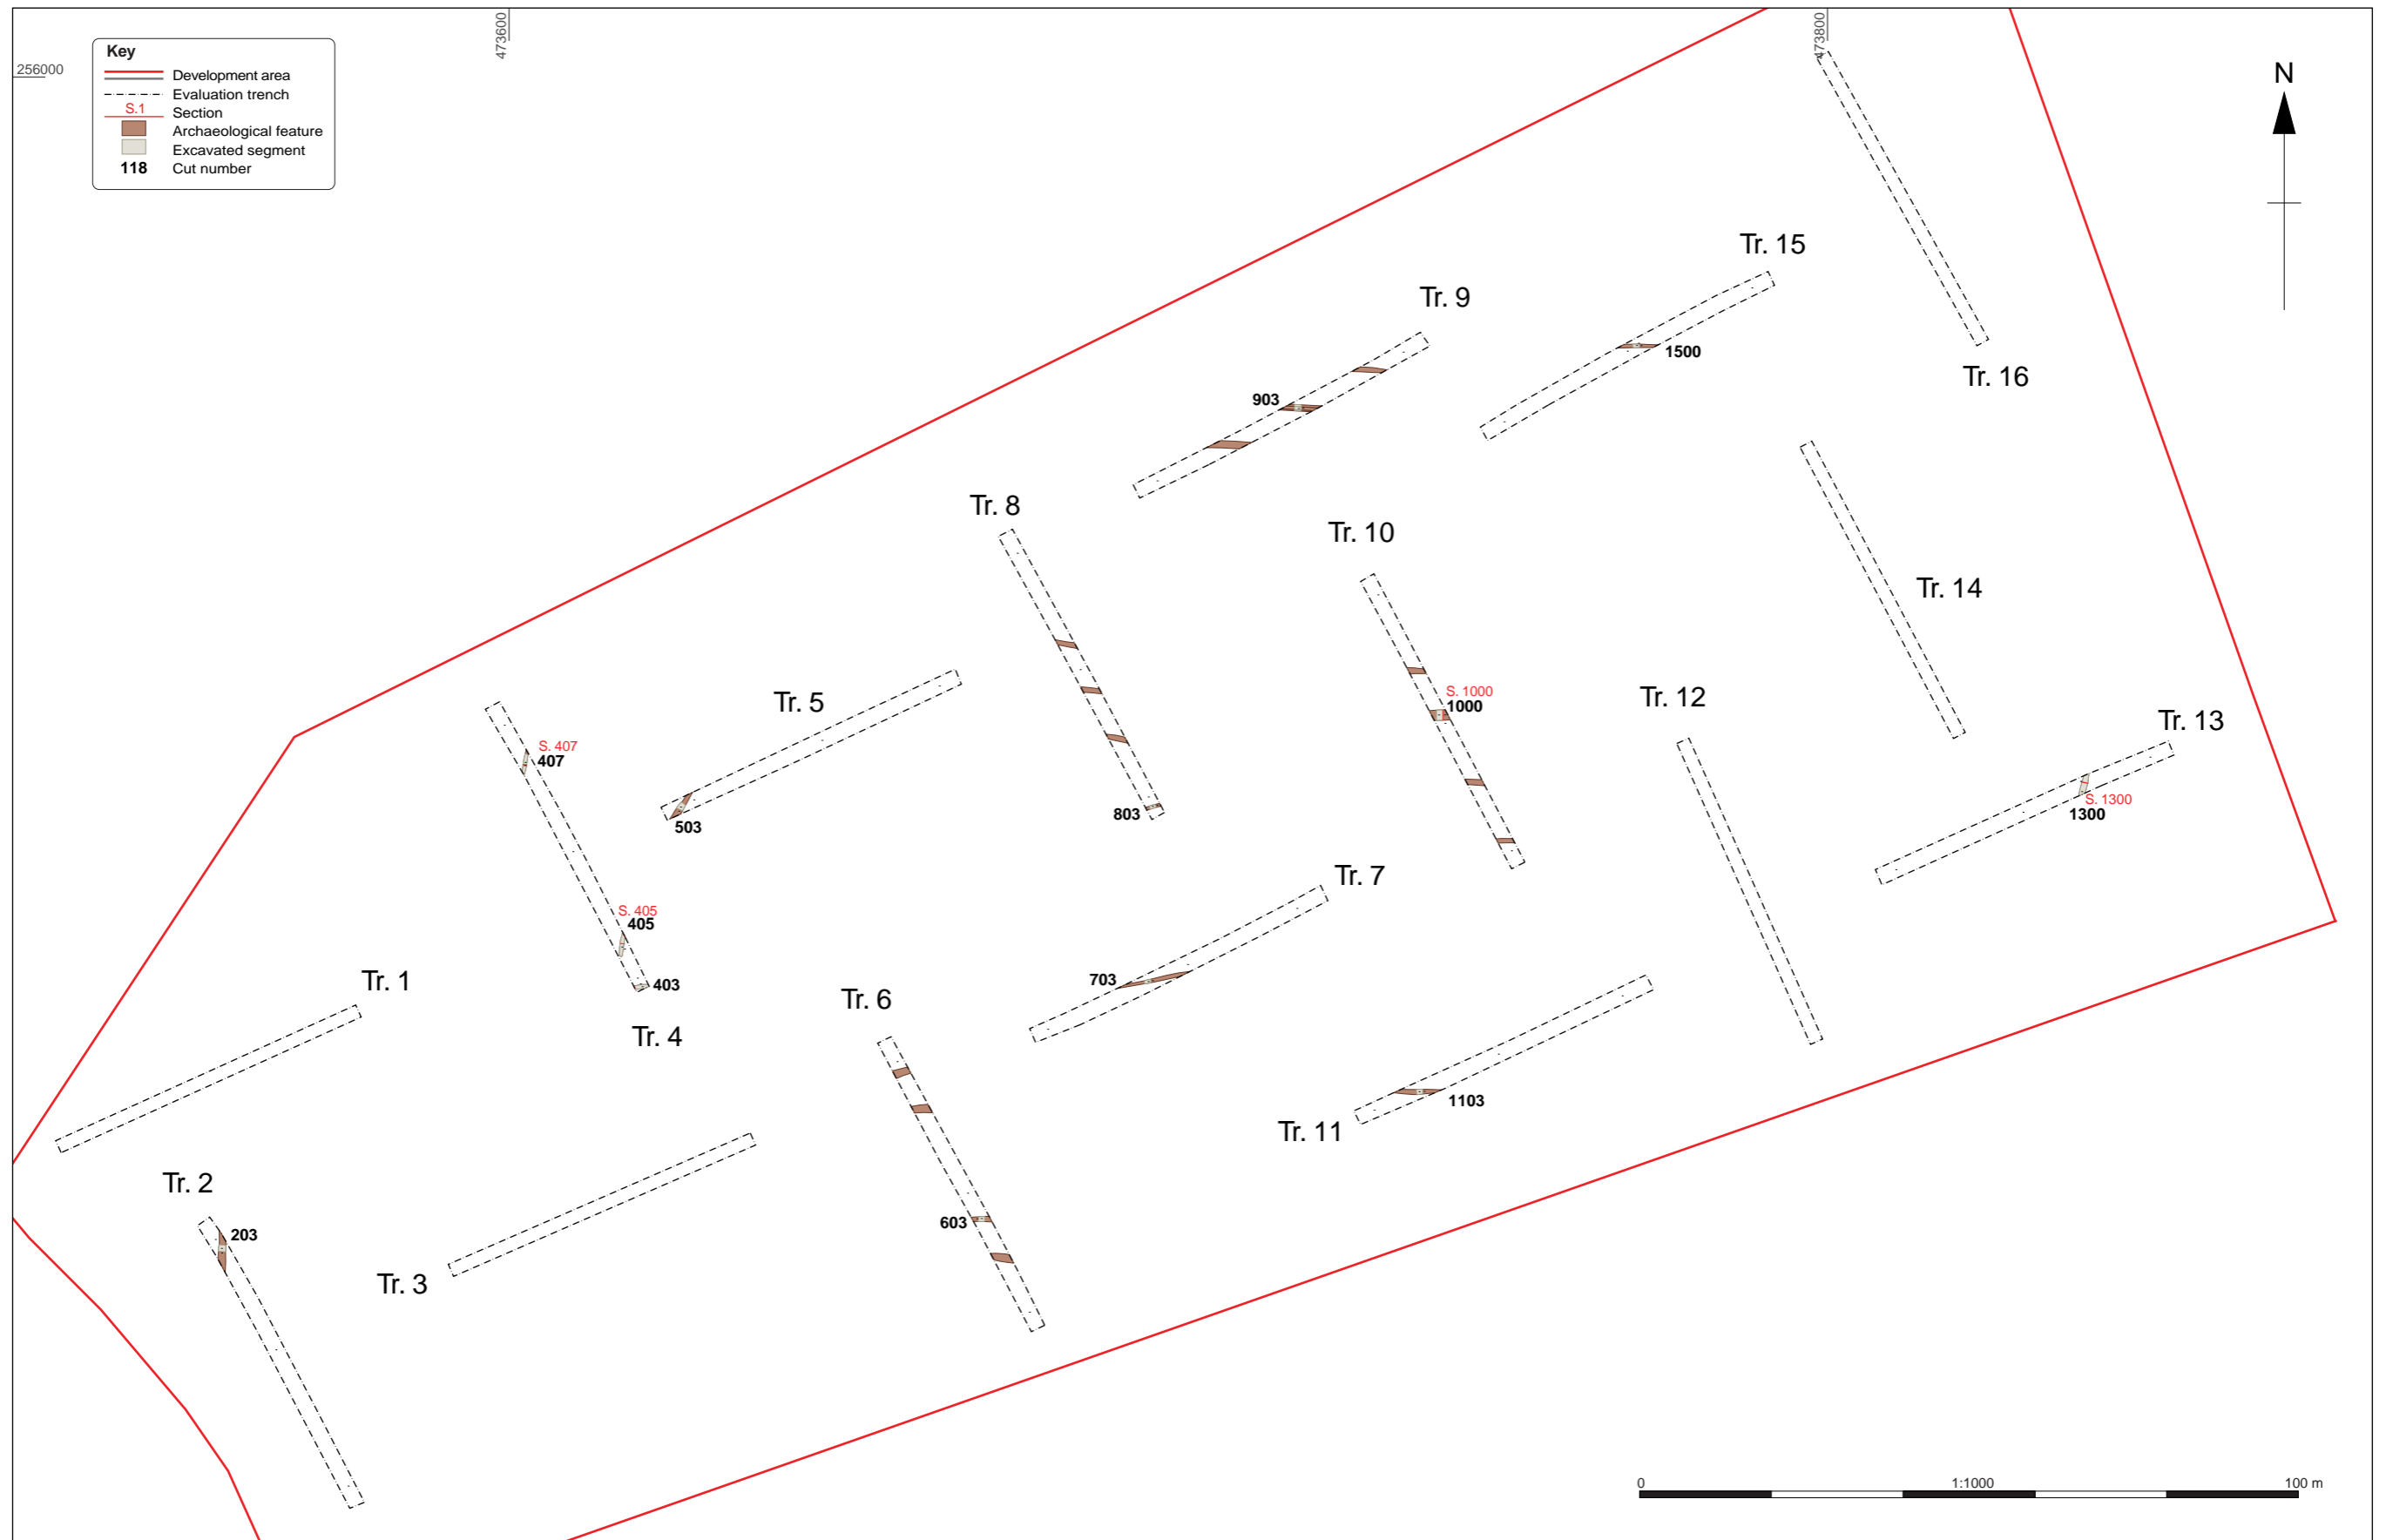 473600
473800
256000
Key
Development area
Evaluation trench
S.1 Section
Archaeological feature
Excavated segment
118 Cut number
N
Tr. 15
Tr. 9
1500
Tr. 16
903
Tr. 8
Tr. 10
Tr. 14
S. 1000
1000
Tr. 12
Tr. 5
Tr. 13
S. 407
407
S. 1300
1300
803
503
Tr. 7
S. 405
405
Tr. 1
703
403
Tr. 6
Tr. 4
1103
Tr. 11
Tr. 2
603
203
Tr. 3
0 1:1000 100 m